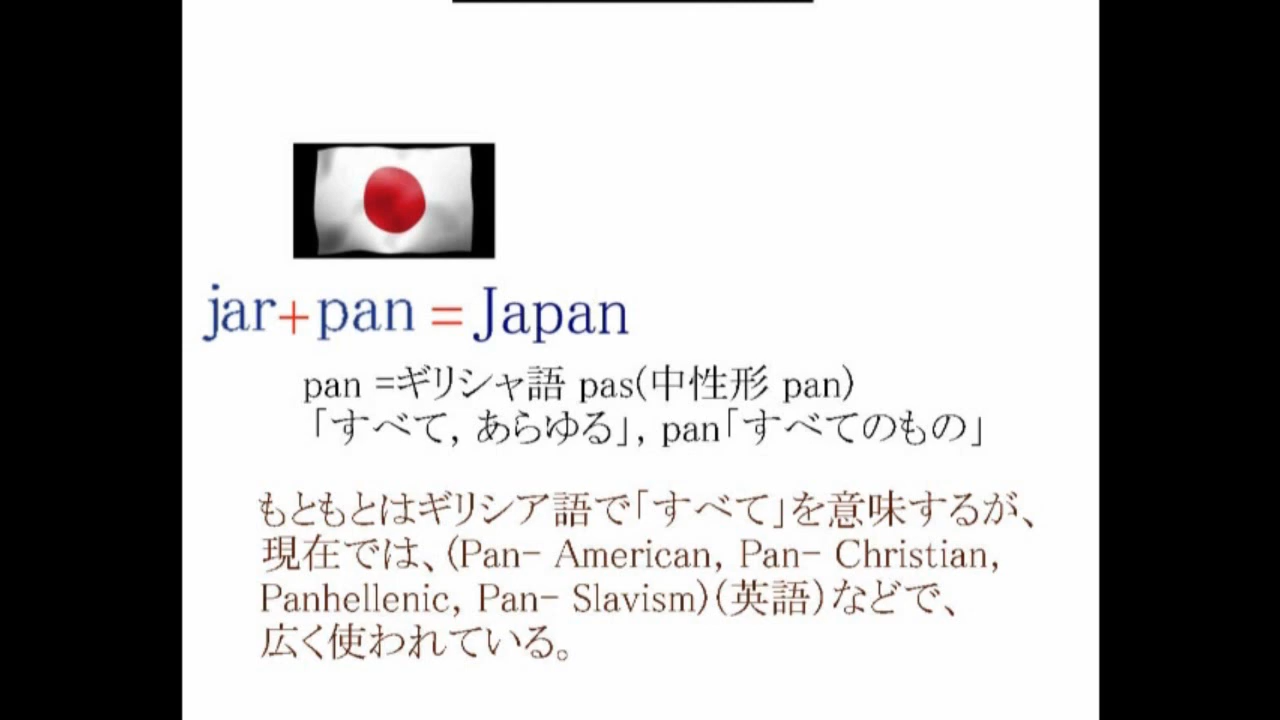 jar+pan = Japan
pan =ギリシャ語 pas(中性形 pan)
「すべて, あらゆる」, pan「すべてのもの」
もともとはギリシア語で「すべて」を意味するが、
現在では、(Pan- American, Pan- Christian,
Panhellenic, Pan- Slavism)(英語)などで、
広く使われている。